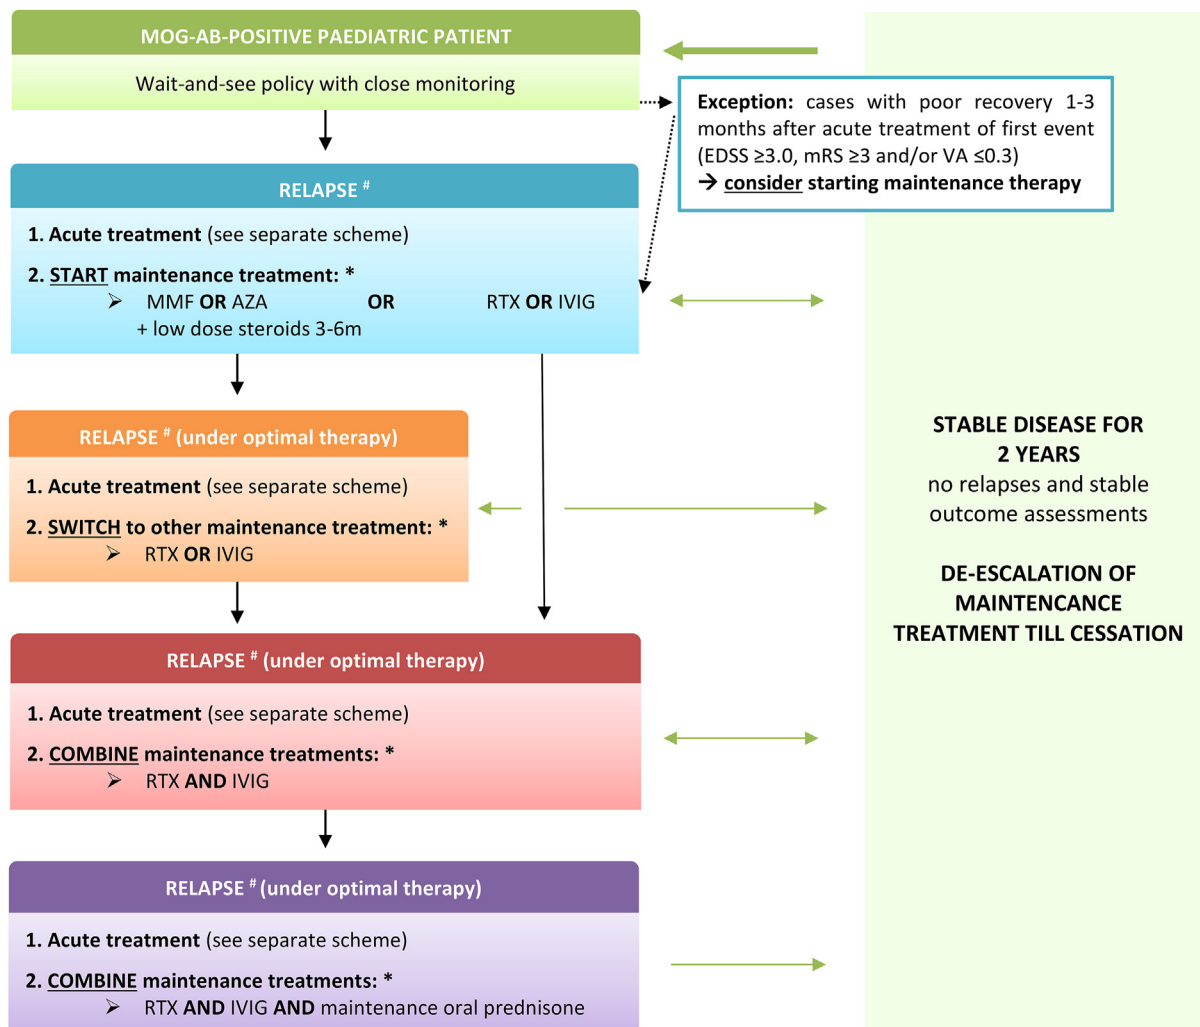 MOG-AB-POSITIVE PAEDIATRIC PATIENT
Wait-and-see policy with close monitoring
Exception: cases with poor recovery 1-3
months after acute treatment of first event
(EDSS ≥3.0, mRS ≥3 and/or VA ≤0.3)
→ consider starting maintenance therapy
RELAPSE #
1. Acute treatment (see separate scheme)
2. START maintenance treatment: *
➢ MMF OR AZA OR RTX OR IVIG
+ low dose steroids 3-6m
RELAPSE # (under optimal therapy)
1. Acute treatment (see separate scheme)
2. SWITCH to other maintenance treatment: *
➢ RTX OR IVIG
RELAPSE # (under optimal therapy)
1. Acute treatment (see separate scheme)
2. COMBINE maintenance treatments: *
➢ RTX AND IVIG
RELAPSE # (under optimal therapy)
1. Acute treatment (see separate scheme)
2. COMBINE maintenance treatments: *
➢ RTX AND IVIG AND maintenance oral prednisone
STABLE DISEASE FOR
2 YEARS
no relapses and stable
outcome assessments
DE-ESCALATION OF
MAINTENCANCE
TREATMENT TILL CESSATION